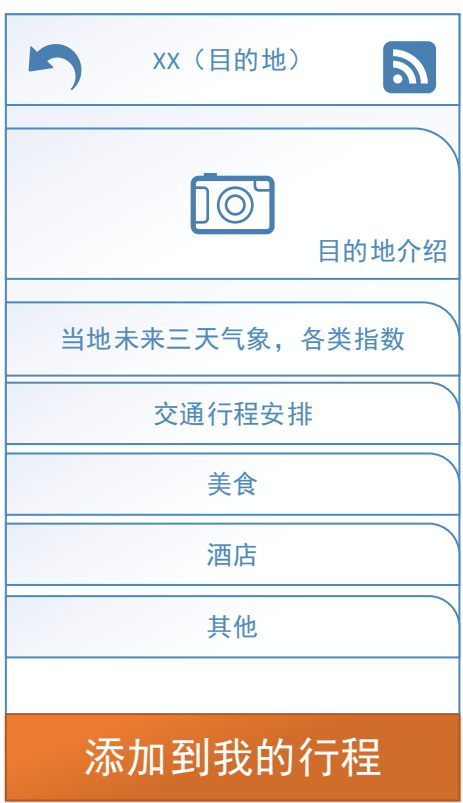 XX（目的地）
目的地介绍
当地未来三天气象，各类指数
交通行程安排
美食
酒店
其他
添加到我的行程